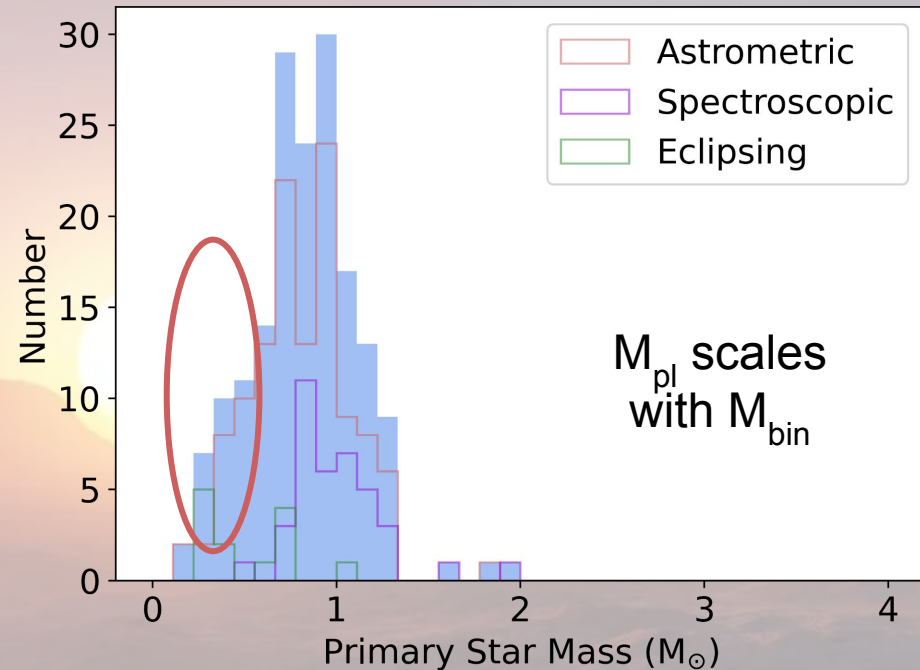 30
25
20
15
10
5
0
Number
0 1 2 3 4
Primary Star Mass (M☉)
Astrometric
Spectroscopic
Eclipsing
M_pl scales
with M_bin